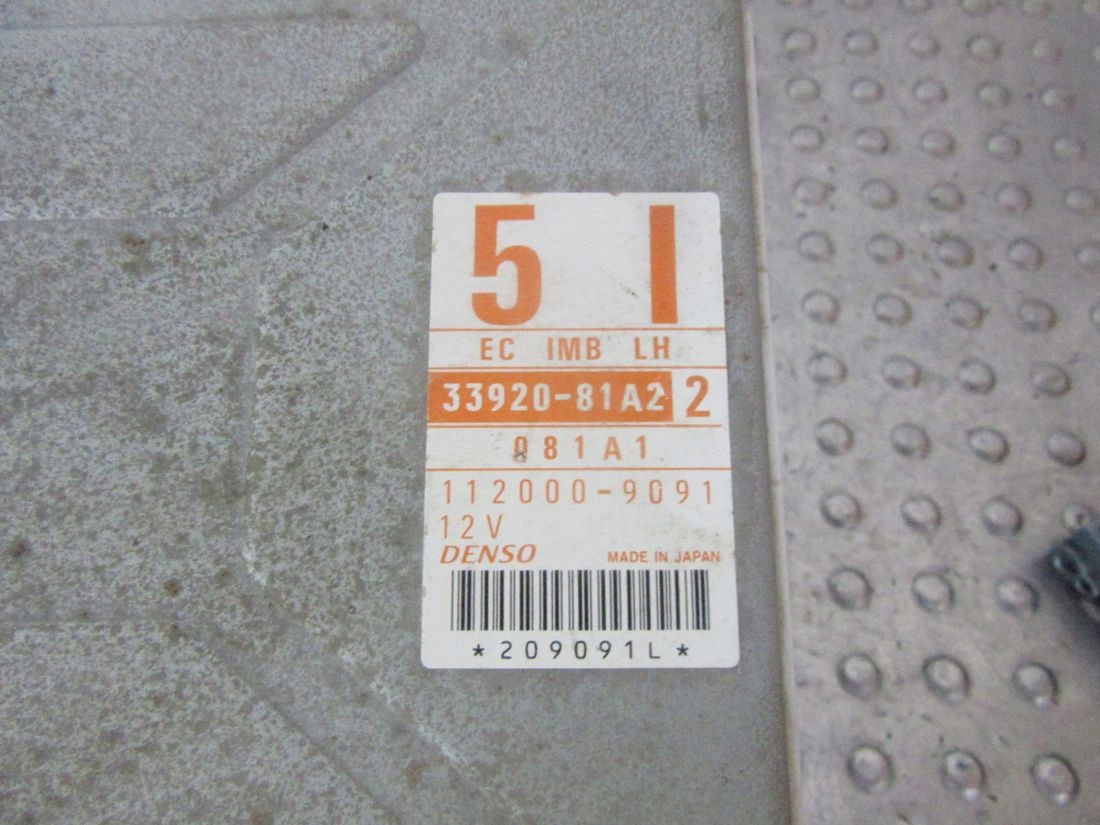 5 I
EC IMB LH
33920-81A2 2
081A1
112000-9091
12V
DENSO MADE IN JAPAN
*209091L*